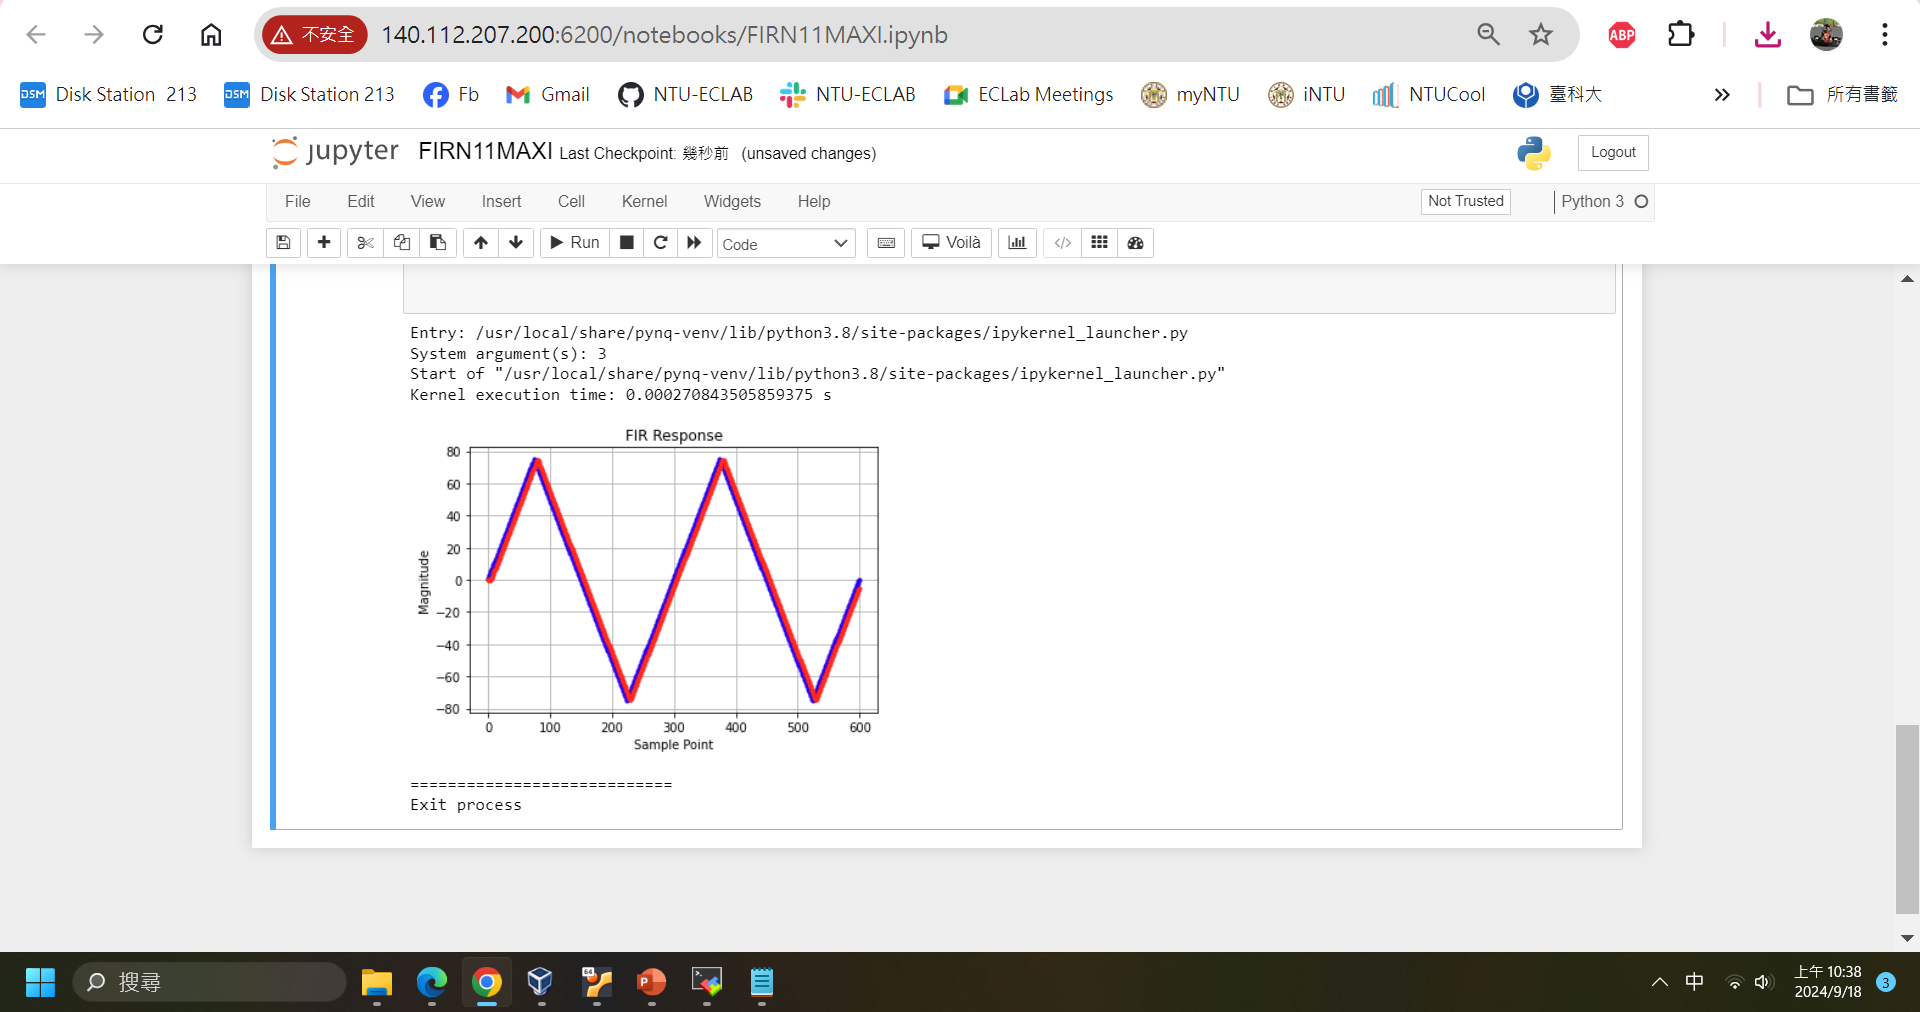 不安全 140.112.207.200:6200/notebooks/FIRN11MAXI.ipynb ABP
DSM Disk Station 213 DSM Disk Station 213 Fb Gmail NTU-ECLAB NTU-ECLAB ECLab Meetings myNTU iNTU NTUCool 臺科大 » 所有書籤
jupyter FIRN11MAXI Last Checkpoint: 幾秒前 (unsaved changes) Logout
File Edit View Insert Cell Kernel Widgets Help Not Trusted Python 3
Run Code Voilà </>
Entry: /usr/local/share/pynq-venv/lib/python3.8/site-packages/ipykernel_launcher.py
System argument(s): 3
Start of "/usr/local/share/pynq-venv/lib/python3.8/site-packages/ipykernel_launcher.py"
Kernel execution time: 0.000270843505859375 s
FIR Response
80
60
40
20
0
−20
−40
−60
−80
Magnitude
0 100 200 300 400 500 600
Sample Point
============================
Exit process
搜尋 64 P 中 上午 10:38
2024/9/18 3